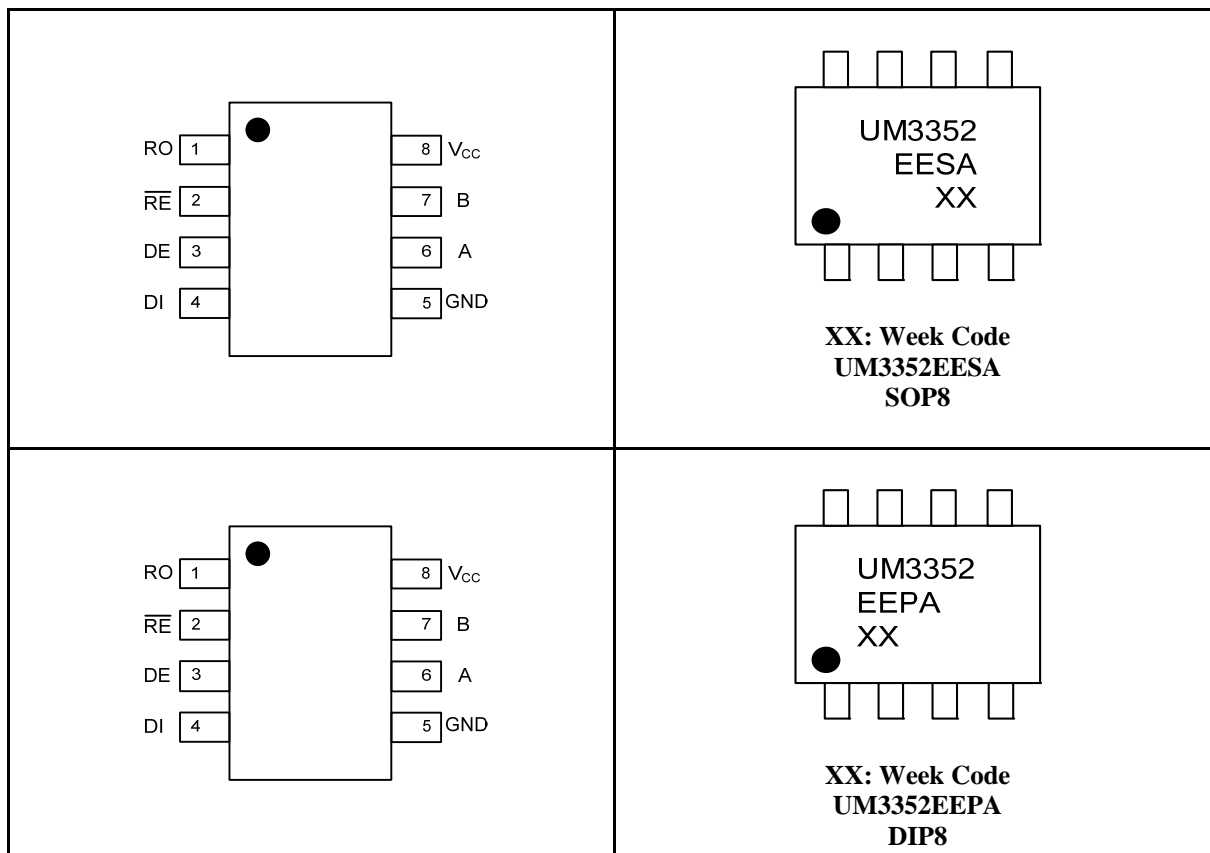 RO 1 8 VCC
R̅E̅ 2 7 B
DE 3 6 A
DI 4 5 GND
UM3352
EESA
XX
XX: Week Code
UM3352EESA
SOP8
RO 1 8 VCC
R̅E̅ 2 7 B
DE 3 6 A
DI 4 5 GND
UM3352
EEPA
XX
XX: Week Code
UM3352EEPA
DIP8